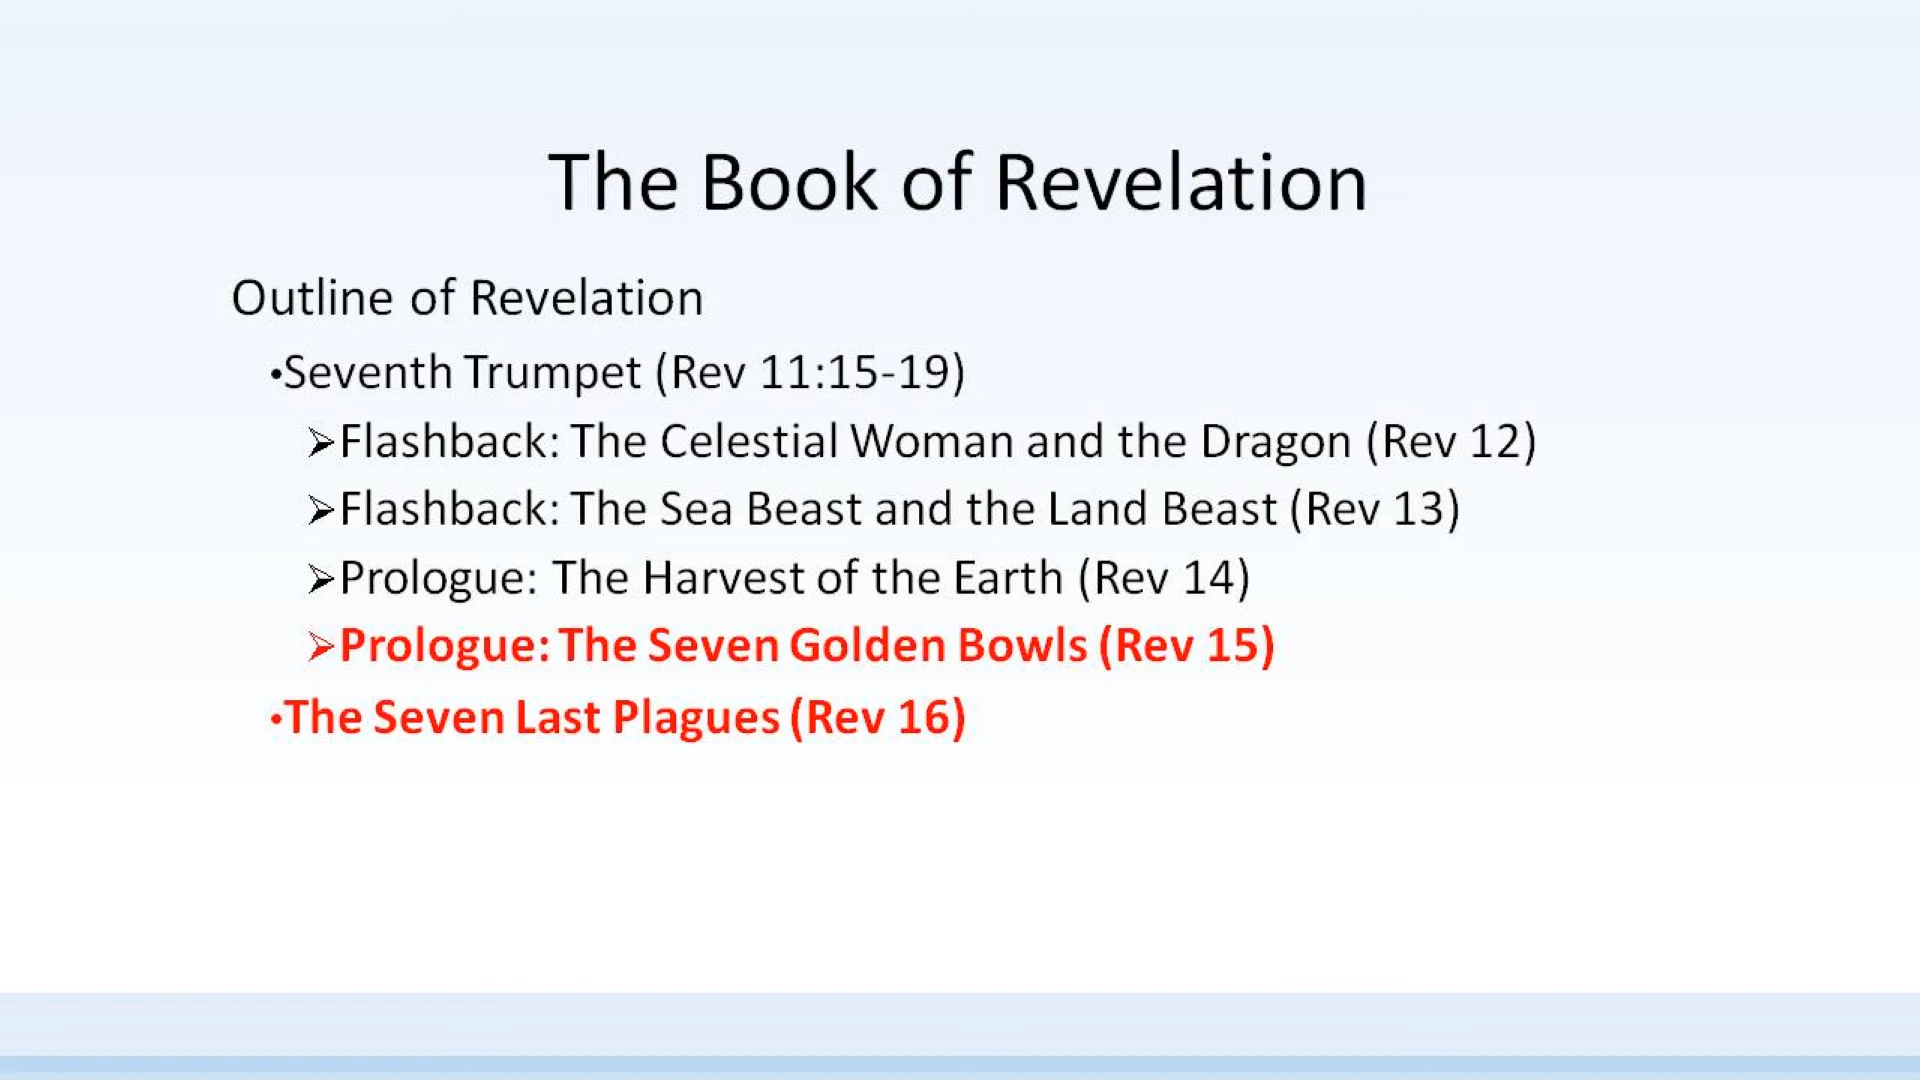 The Book of Revelation
Outline of Revelation
•Seventh Trumpet (Rev 11:15-19)
➢Flashback: The Celestial Woman and the Dragon (Rev 12)
➢Flashback: The Sea Beast and the Land Beast (Rev 13)
➢Prologue: The Harvest of the Earth (Rev 14)
➢Prologue: The Seven Golden Bowls (Rev 15)
•The Seven Last Plagues (Rev 16)